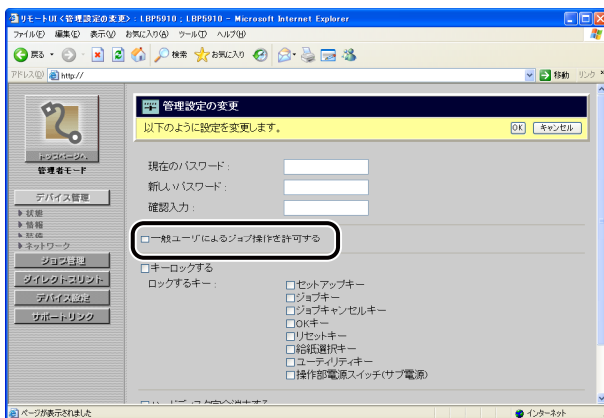 リモートUI <管理設定の変更> : LBP5910 ; LBP5910 - Microsoft Internet Explorer
ファイル(F) 編集(E) 表示(V) お気に入り(A) ツール(T) ヘルプ(H)
戻る 検索 お気に入り
アドレス(D) http:// 移動 リンク
管理設定の変更
以下のように設定を変更します。 OK キャンセル
トップページへ
管理者モード
デバイス管理
状態
情報
ネットワーク
ジョブ管理
ダイレクトプリント
デバイス設定
サポートリンク
現在のパスワード :
新しいパスワード :
確認入力 :
一般ユーザによるジョブ操作を許可する
キーロックする
ロックするキー :
セットアップキー
ジョブキー
ジョブキャンセルキー
OKキー
リセットキー
給紙選択キー
ユーティリティキー
操作部電源スイッチ(サブ電源)
ページが表示されました インターネット